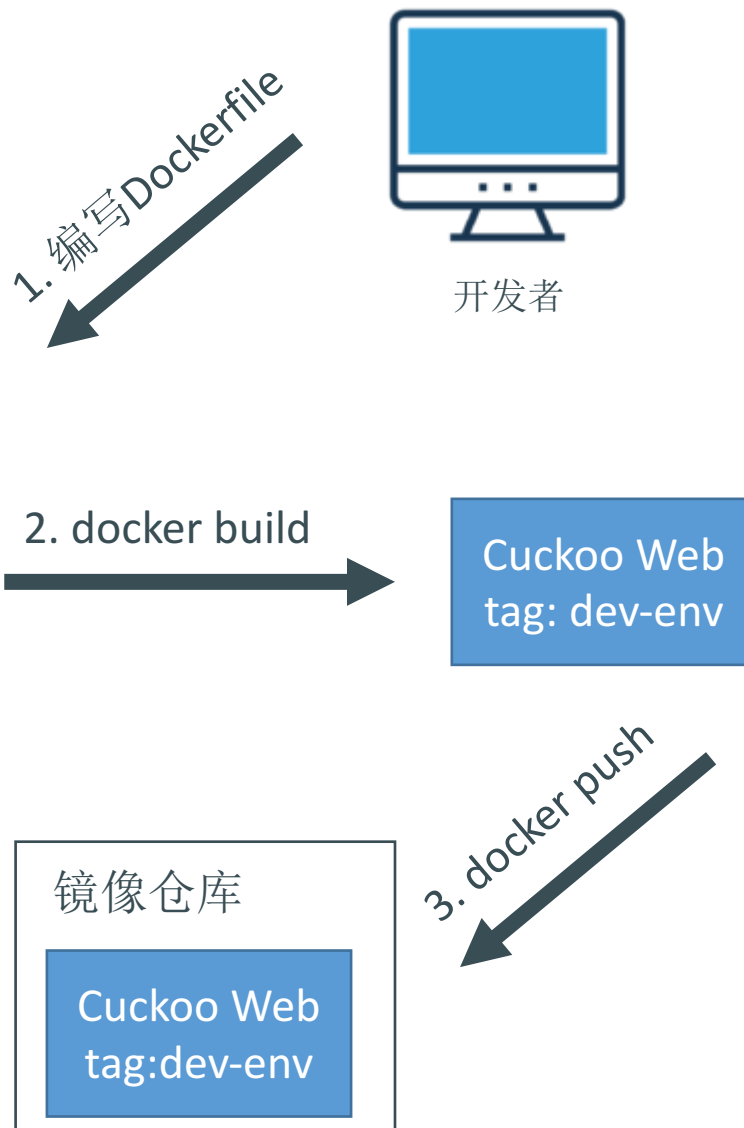 1. 编写Dockerfile
开发者
2. docker build
Cuckoo Web
tag: dev-env
3. docker push
镜像仓库
Cuckoo Web
tag:dev-env